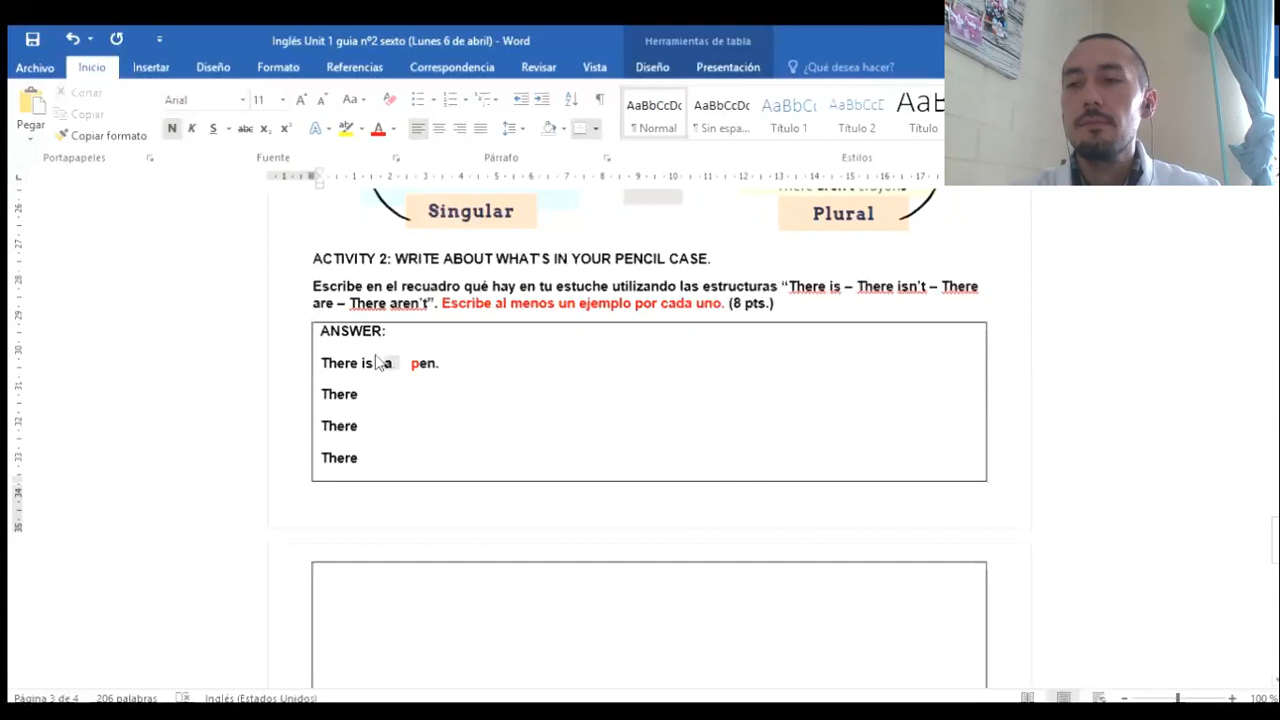 Inglés Unit 1 guia nº2 sexto (Lunes 6 de abril) - Word
Herramientas de tabla
Archivo Inicio Insertar Diseño Formato Referencias Correspondencia Revisar Vista Diseño Presentación ¿Qué desea hacer?
Pegar
Cortar
Copiar
Copiar formato
Arial 11
AaBbCcDc AaBbCcDc AaBbCc AaBbCcE AaB
¶ Normal ¶ Sin espa... Título 1 Título 2 Título
Portapapeles Fuente Párrafo Estilos
There aren't crayons
Singular Plural
ACTIVITY 2: WRITE ABOUT WHAT´S IN YOUR PENCIL CASE.
Escribe en el recuadro qué hay en tu estuche utilizando las estructuras “There is – There isn’t – There
are – There aren’t”. Escribe al menos un ejemplo por cada uno. (8 pts.)
ANSWER:
There is a pen.
There
There
There
Página 3 de 4 206 palabras Inglés (Estados Unidos) 100 %